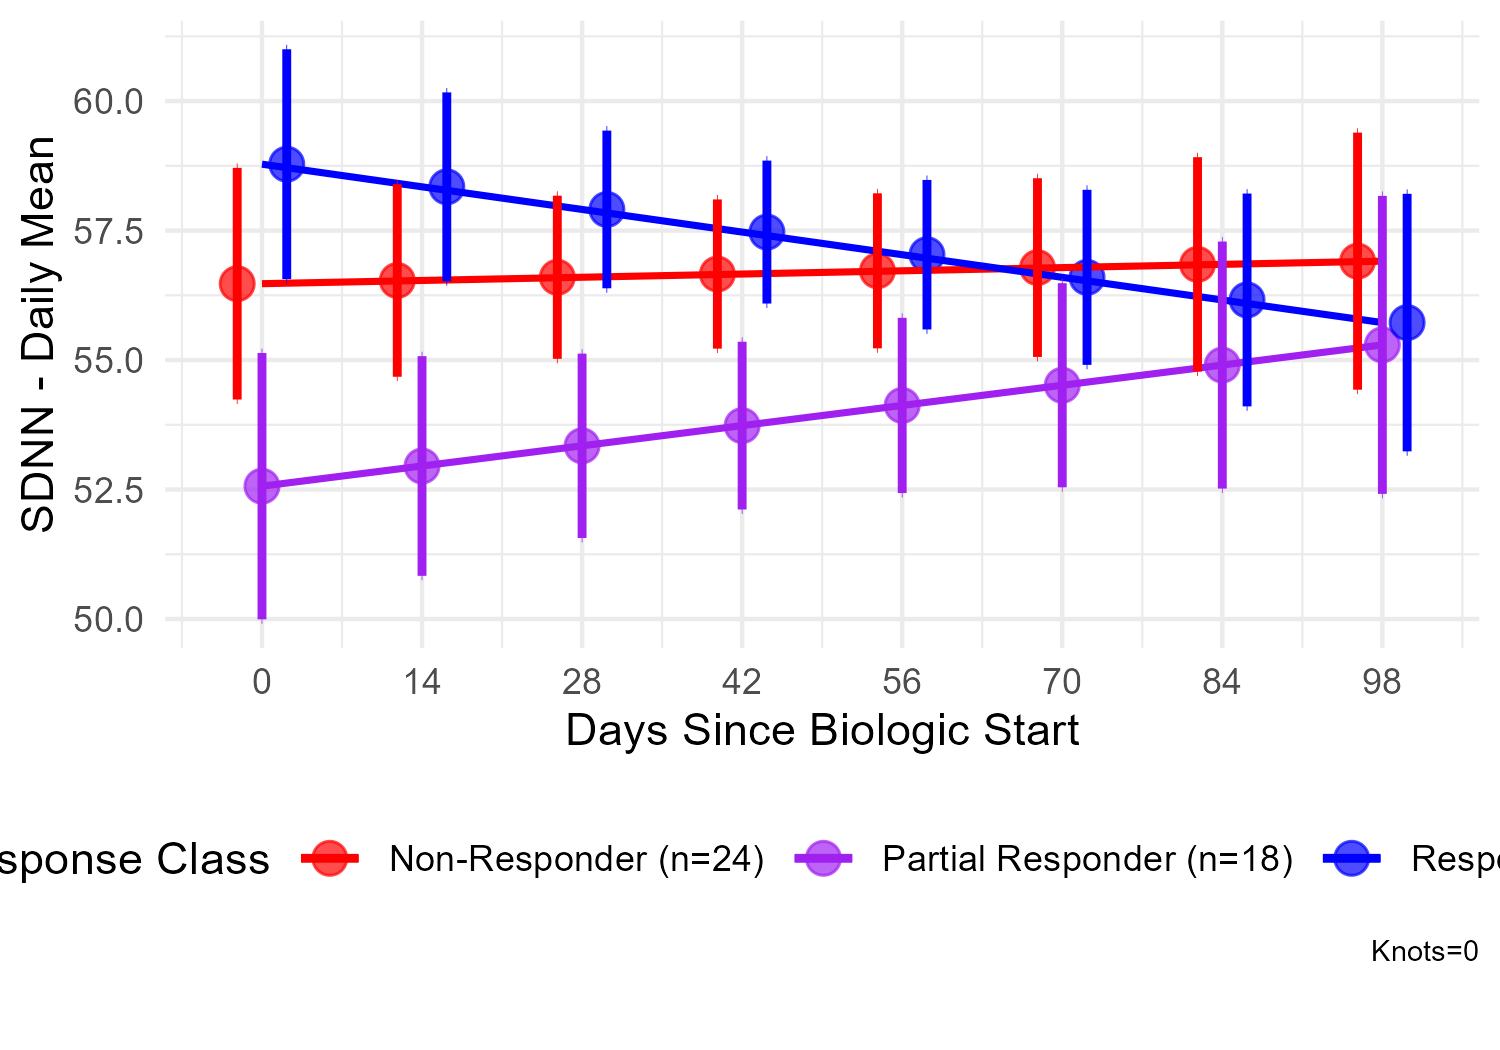 SDNN - Daily Mean
60.0
57.5
55.0
52.5
50.0
0 14 28 42 56 70 84 98
Days Since Biologic Start
sponse Class Non-Responder (n=24) Partial Responder (n=18) Resp
Knots=0